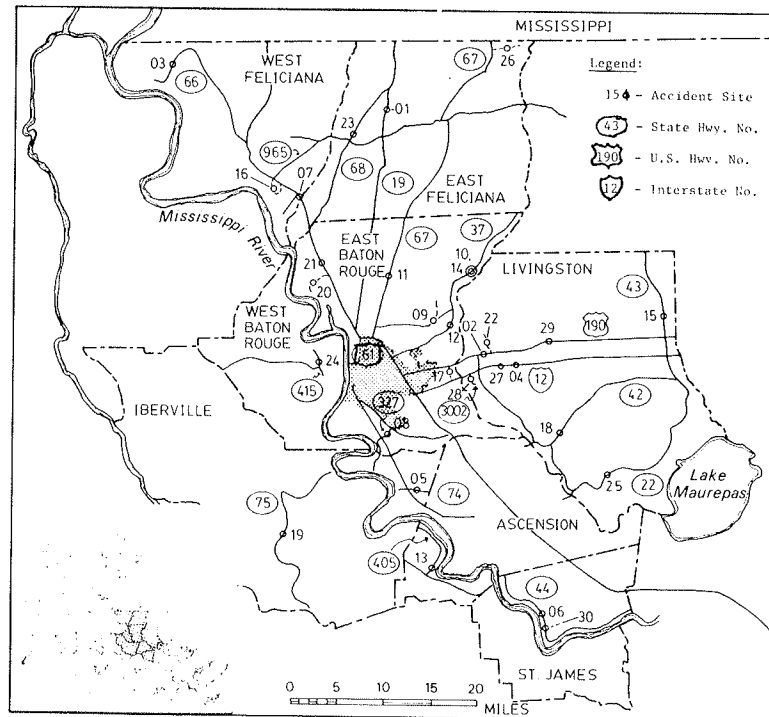 MISSISSIPPI
03
66
WEST
FELICIANA
67
26
Legend:
15 - Accident Site
43 - State Hwy. No.
190 - U.S. Hwy. No.
12 - Interstate No.
01
23
965
07
16
68
19
EAST
FELICIANA
Mississippi
River
EAST
BATON
ROUGE
67
37
10,
14
LIVINGSTON
21
20
11
43
WEST
BATON
ROUGE
09
12
02
22
29
190
15
24
61
17
27
04
12
415
IBERVILLE
327
28
3002
42
08
18
Lake
Maurepas
05
74
25
22
75
19
ASCENSION
405
13
44
06
30
ST. JAMES
0 5 10 15 20
MILES